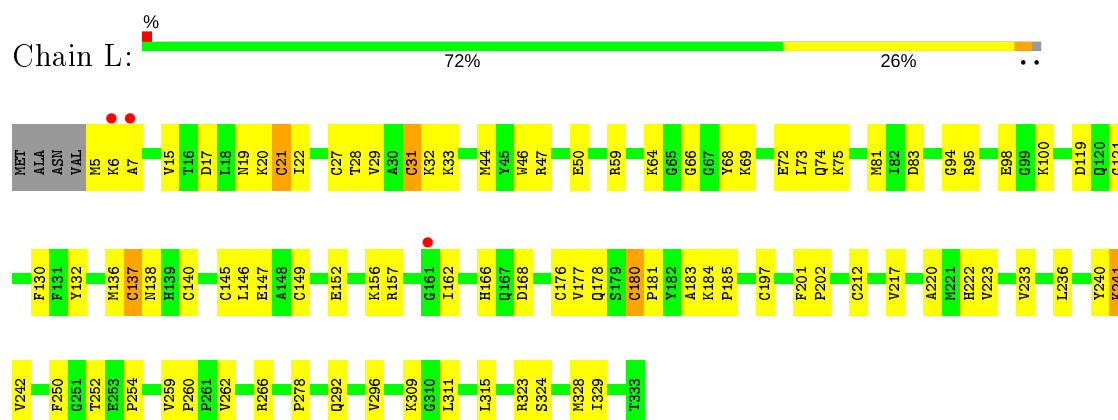 %
Chain L:
72% 26% • •
MET ALA ASN VAL M5 K6 A7 V15 T16 D17 L18 N19 K20 C21 I22 C27 T28 V29 A30 C31 K32 K33 M44 Y45 W46 R47 E50 R59 K64 G65 G66 G67 Y68 K69 E72 L73 Q74 K75 M81 I82 D83 G94 R95 E98 G99 K100 D119 Q120
F130 F131 Y132 M136 C137 N138 H139 C140 C145 L146 E147 A148 C149 E152 K156 R157 G161 I162 H166 Q167 D168 C176 V177 Q178 S179 C180 P181 Y182 A183 K184 P185 C197 F201 P202 C212 V217 A220 M221 H222 V223 V233 L236 Y240 K241
V242 F250 G251 T252 E253 P254 V259 P260 P261 V262 R266 P278 Q292 V296 K309 G310 L311 L315 R323 S324 M328 I329 T333